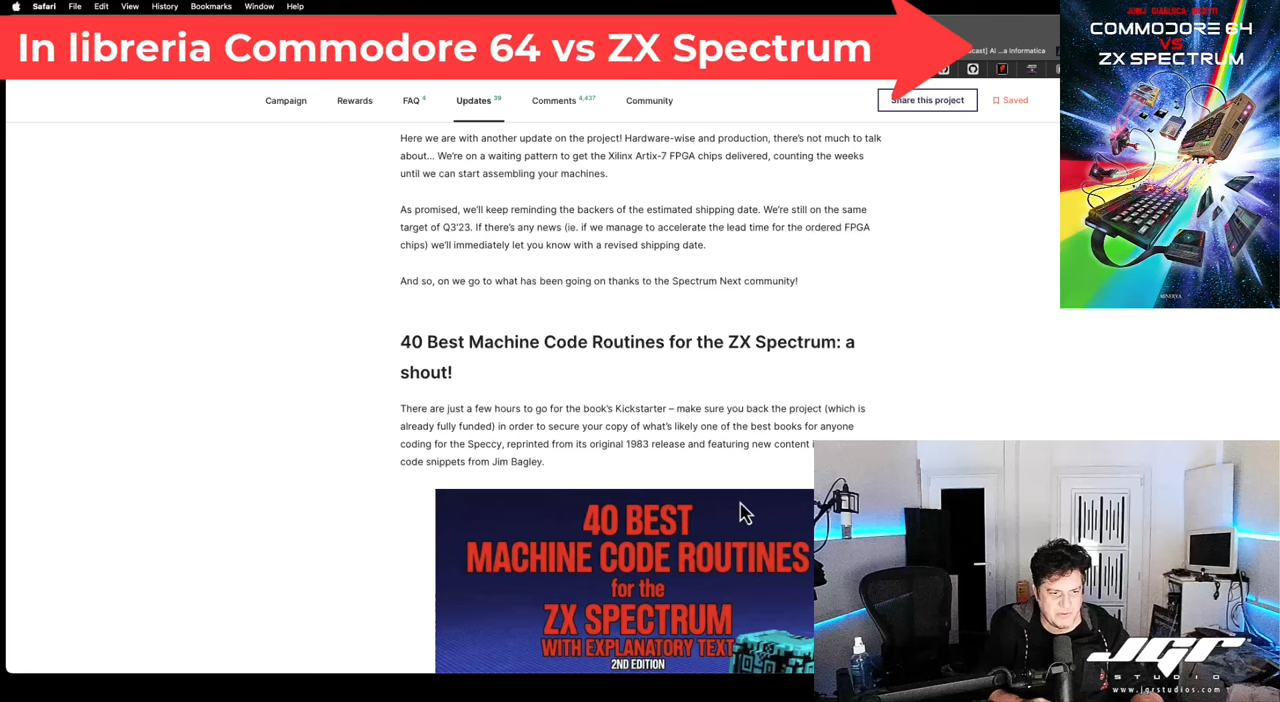 Safari File Edit View History Bookmarks Window Help
In libreria Commodore 64 vs ZX Spectrum
COMMODORE 64
VS
ZX SPECTRUM
MINERVA
Campaign Rewards FAQ 4 Updates 39 Comments 4,437 Community Share this project Saved
Here we are with another update on the project! Hardware-wise and production, there's not much to talk
about… We're on a waiting pattern to get the Xilinx Artix-7 FPGA chips delivered, counting the weeks
until we can start assembling your machines.
As promised, we'll keep reminding the backers of the estimated shipping date. We're still on the same
target of Q3'23. If there's any news (ie. if we manage to accelerate the lead time for the ordered FPGA
chips) we'll immediately let you know with a revised shipping date.
And so, on we go to what has been going on thanks to the Spectrum Next community!
40 Best Machine Code Routines for the ZX Spectrum: a
shout!
There are just a few hours to go for the book's Kickstarter – make sure you back the project (which is
already fully funded) in order to secure your copy of what's likely one of the best books for anyone
coding for the Speccy, reprinted from its original 1983 release and featuring new content
code snippets from Jim Bagley.
40 BEST
MACHINE CODE ROUTINES
for the
ZX SPECTRUM
WITH EXPLANATORY TEXT
2ND EDITION
JGR
STUDIO
www.jgrstudios.com